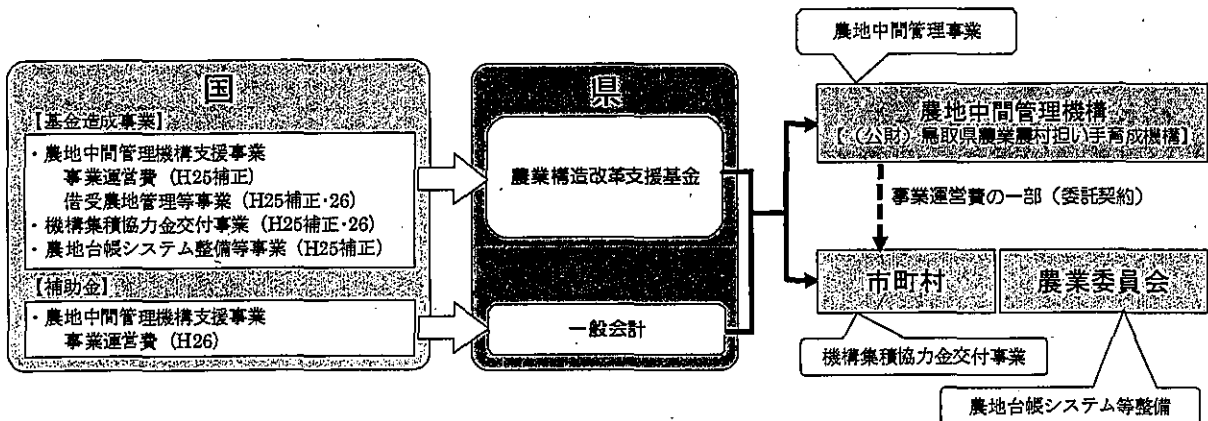 国
【基金造成事業】
・農地中間管理機構支援事業
事業運営費（H25補正）
借受農地管理等事業（H25補正・26）
・機構集積協力金交付事業（H25補正・26）
・農地台帳システム整備等事業（H25補正）
【補助金】
・農地中間管理機構支援事業
事業運営費（H26）
県
農業構造改革支援基金
一般会計
農地中間管理事業
農地中間管理機構
【（公財）鳥取県農業農村担い手育成機構】
事業運営費の一部（委託契約）
市町村
農業委員会
機構集積協力金交付事業
農地台帳システム等整備